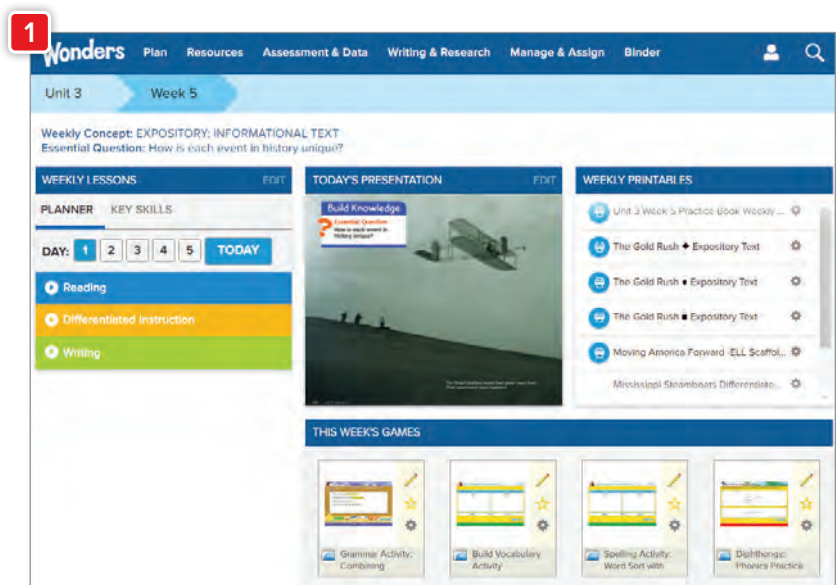 1
Wonders Plan Resources Assessment & Data Writing & Research Manage & Assign Binder
Unit 3 Week 5
Weekly Concept: EXPOSITORY: INFORMATIONAL TEXT
Essential Question: How is each event in history unique?
WEEKLY LESSONS EDIT
PLANNER KEY SKILLS
DAY: 1 2 3 4 5 TODAY
Reading
Differentiated Instruction
Writing
TODAY'S PRESENTATION EDIT
Build Knowledge
? Essential Question
How is each event in
history unique?
WEEKLY PRINTABLES
Unit 3 Week 5 Practice Book Weekly ...
The Gold Rush ♦ Expository Text
The Gold Rush ● Expository Text
The Gold Rush ■ Expository Text
Moving America Forward -ELL Scaffol...
Mississippi Steamboats Differentiate...
THIS WEEK'S GAMES
Grammar Activity:
Combining
Build Vocabulary
Activity
Spelling Activity:
Word Sort with
Diphthongs:
Phonics Practice